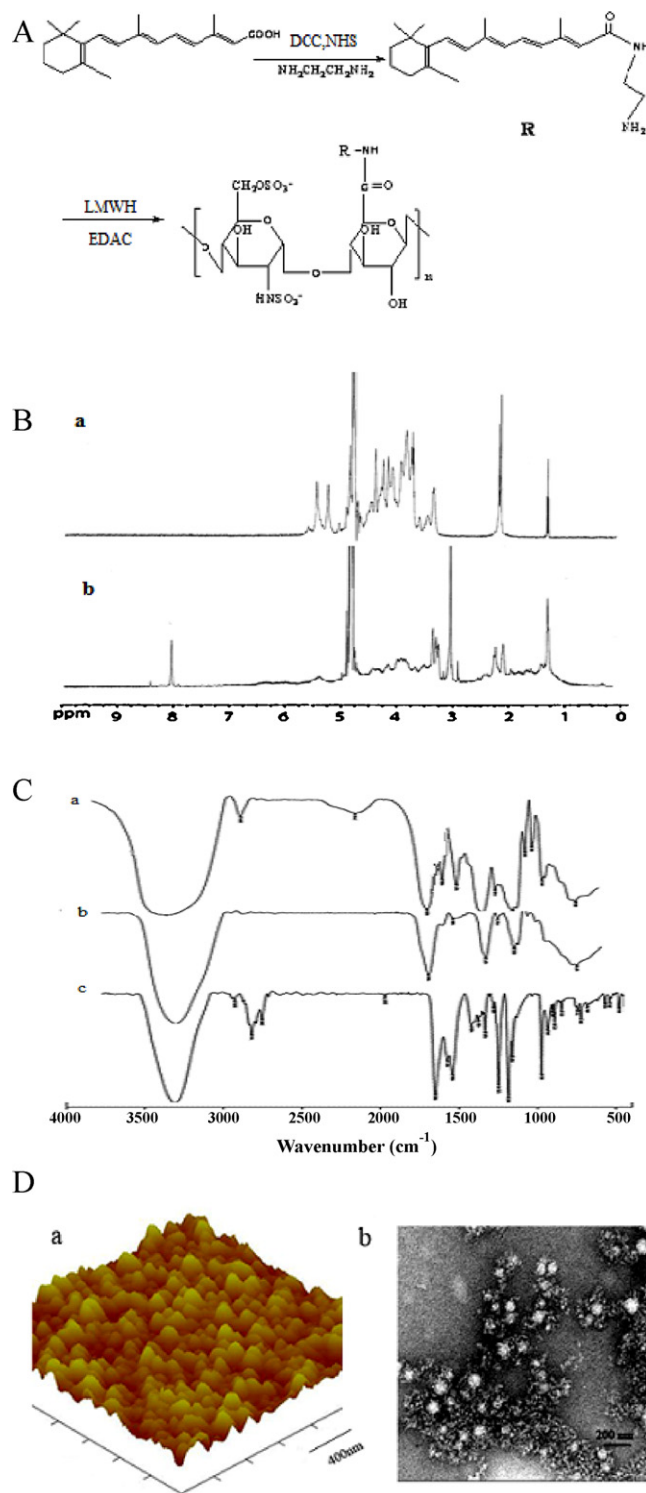 A
COOH
DCC,NHS
NH₂CH₂CH₂NH₂
O
NH
NH₂
R
LMWH
EDAC
R—NH
CH₂OSO₃⁻
C=O
O
O
OH
OH
O
O
n
HNSO₃⁻
OH
B
a
b
ppm 9 8 7 6 5 4 3 2 1 0
C
a
b
c
4000 3500 3000 2500 2000 1500 1000 500
Wavenumber (cm⁻¹)
D
a
b
400nm
200 nm